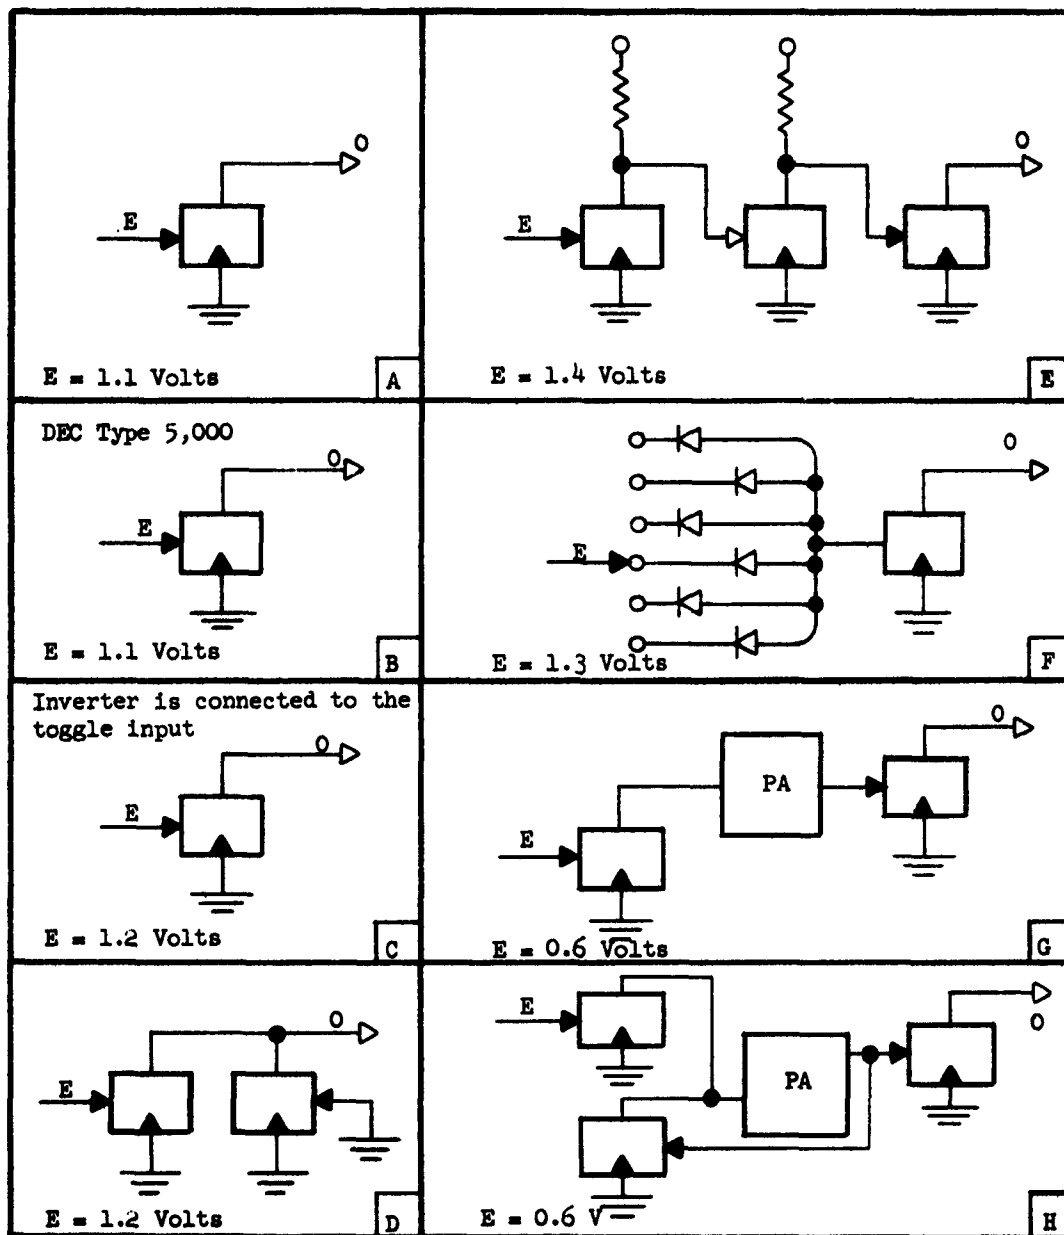 O
E
E = 1.1 Volts
A
O
E
E = 1.4 Volts
E
DEC Type 5,000
O
E
E = 1.1 Volts
B
O
E
E = 1.3 Volts
F
Inverter is connected to the
toggle input
O
E
E = 1.2 Volts
C
O
PA
E
E = 0.6 Volts
G
O
E
E = 1.2 Volts
D
E
O
PA
E = 0.6 V
H